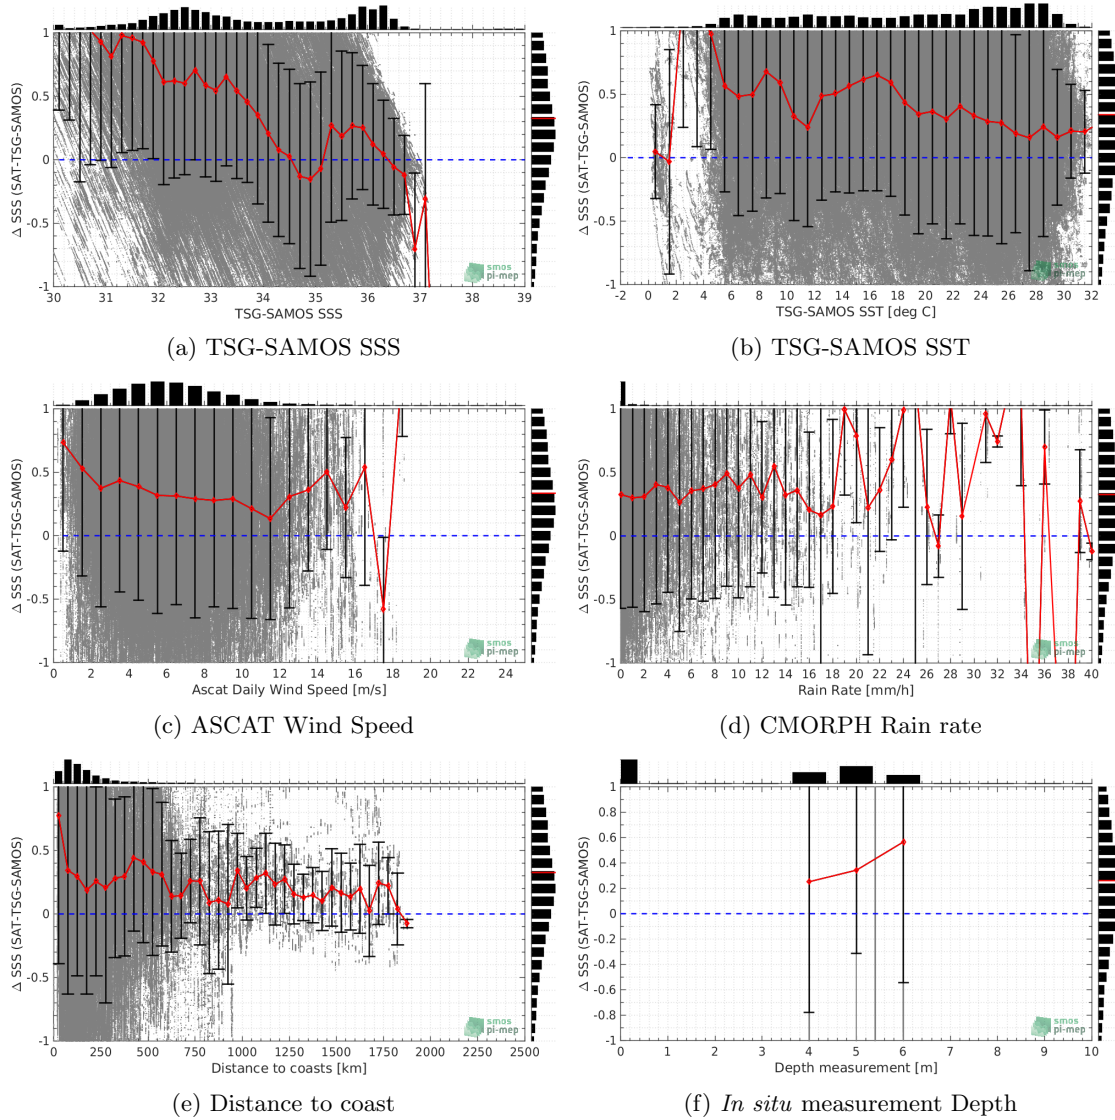 1
0.5
0
-0.5
-1
Δ SSS (SAT-TSG-SAMOS)
30 31 32 33 34 35 36 37 38 39
TSG-SAMOS SSS
smos
pi-mep
(a) TSG-SAMOS SSS
1
0.5
0
-0.5
-1
Δ SSS (SAT-TSG-SAMOS)
-2 0 2 4 6 8 10 12 14 16 18 20 22 24 26 28 30 32
TSG-SAMOS SST [deg C]
smos
pi-mep
(b) TSG-SAMOS SST
1
0.5
0
-0.5
-1
Δ SSS (SAT-TSG-SAMOS)
0 2 4 6 8 10 12 14 16 18 20 22 24
Ascat Daily Wind Speed [m/s]
smos
pi-mep
(c) ASCAT Wind Speed
1
0.5
0
-0.5
-1
Δ SSS (SAT-TSG-SAMOS)
0 2 4 6 8 10 12 14 16 18 20 22 24 26 28 30 32 34 36 38 40
Rain Rate [mm/h]
smos
pi-mep
(d) CMORPH Rain rate
1
0.5
0
-0.5
-1
Δ SSS (SAT-TSG-SAMOS)
0 250 500 750 1000 1250 1500 1750 2000 2250 2500
Distance to coasts [km]
smos
pi-mep
(e) Distance to coast
1
0.8
0.6
0.4
0.2
0
-0.2
-0.4
-0.6
-0.8
-1
Δ SSS (SAT-TSG-SAMOS)
0 1 2 3 4 5 6 7 8 9 10
Depth measurement [m]
smos
pi-mep
(f) In situ measurement Depth